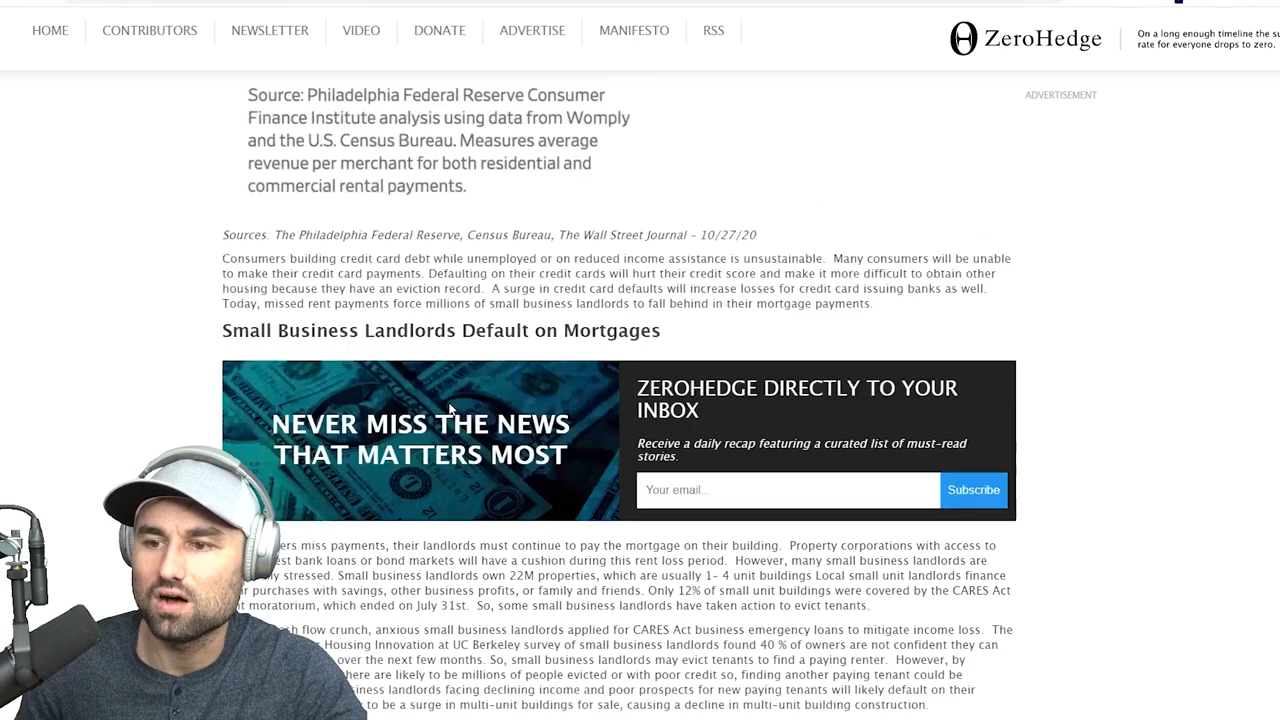 HOME
CONTRIBUTORS
NEWSLETTER
VIDEO
DONATE
ADVERTISE
MANIFESTO
RSS
ZeroHedge
On a long enough timeline the
rate for everyone drops to zero.
ADVERTISEMENT
Source: Philadelphia Federal Reserve Consumer
Finance Institute analysis using data from Womply
and the U.S. Census Bureau. Measures average
revenue per merchant for both residential and
commercial rental payments.
Sources: The Philadelphia Federal Reserve, Census Bureau, The Wall Street Journal – 10/27/20
Consumers building credit card debt while unemployed or on reduced income assistance is unsustainable. Many consumers will be unable
to make their credit card payments. Defaulting on their credit cards will hurt their credit score and make it more difficult to obtain other
housing because they have an eviction record. A surge in credit card defaults will increase losses for credit card issuing banks as well.
Today, missed rent payments force millions of small business landlords to fall behind in their mortgage payments.
Small Business Landlords Default on Mortgages
NEVER MISS THE NEWS
THAT MATTERS MOST
ZEROHEDGE DIRECTLY TO YOUR
INBOX
Receive a daily recap featuring a curated list of must-read
stories.
Your email...
Subscribe
miss payments, their landlords must continue to pay the mortgage on their building. Property corporations with access to
bank loans or bond markets will have a cushion during this rent loss period. However, many small business landlords are
stressed. Small business landlords own 22M properties, which are usually 1– 4 unit buildings Local small unit landlords finance
purchases with savings, other business profits, or family and friends. Only 12% of small unit buildings were covered by the CARES Act
moratorium, which ended on July 31st. So, some small business landlords have taken action to evict tenants.
flow crunch, anxious small business landlords applied for CARES Act business emergency loans to mitigate income loss. The
Housing Innovation at UC Berkeley survey of small business landlords found 40 % of owners are not confident they can
over the next few months. So, small business landlords may evict tenants to find a paying renter. However, by
are likely to be millions of people evicted or with poor credit so, finding another paying tenant could be
landlords facing declining income and poor prospects for new paying tenants will likely default on their
to be a surge in multi-unit buildings for sale, causing a decline in multi-unit building construction.